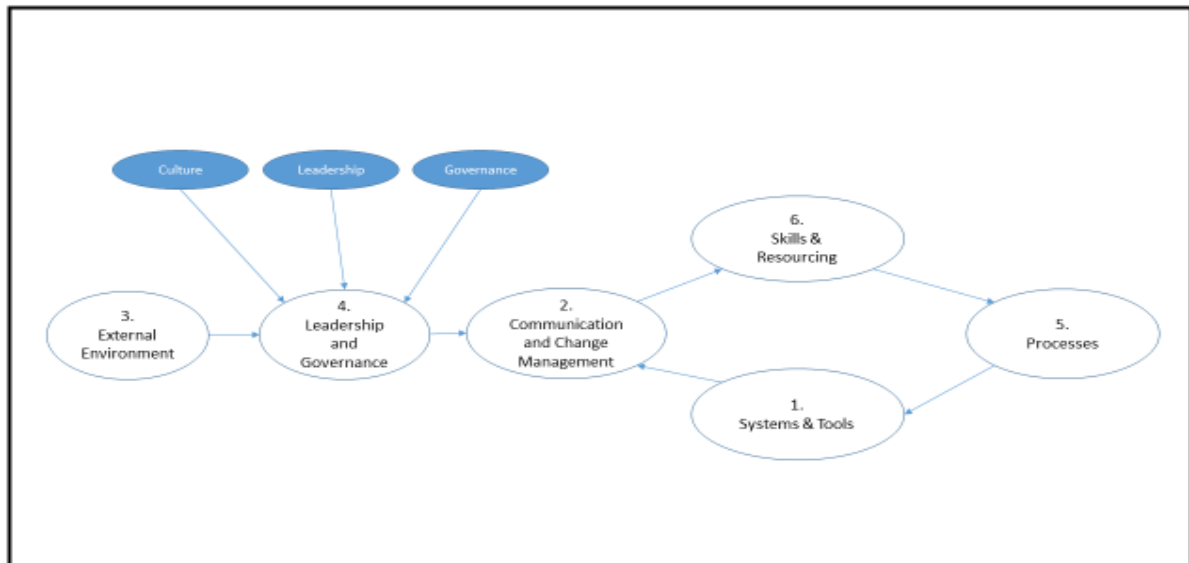 Culture
Leadership
Governance
6.
Skills &
Resourcing
3.
External
Environment
4.
Leadership
and
Governance
2.
Communication
and Change
Management
5.
Processes
1.
Systems & Tools